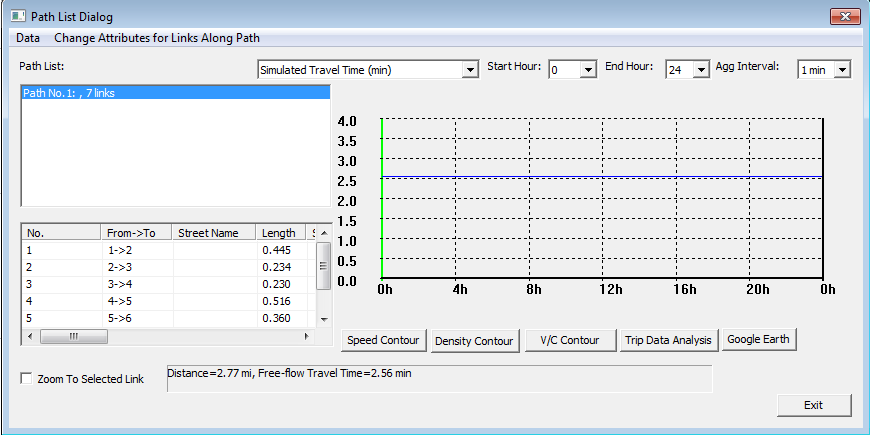 Path List Dialog
Data Change Attributes for Links Along Path
Path List: Simulated Travel Time (min) Start Hour: 0 End Hour: 24 Agg Interval: 1 min
Path No. 1: , 7 links
4.0
3.5
3.0
2.5
2.0
1.5
1.0
0.5
0.0
0h 4h 8h 12h 16h 20h 0h
No. From->To Street Name Length S
1 1->2 0.445
2 2->3 0.234
3 3->4 0.230
4 4->5 0.516
5 5->6 0.360
Speed Contour Density Contour V/C Contour Trip Data Analysis Google Earth
Zoom To Selected Link Distance=2.77 mi, Free-flow Travel Time=2.56 min
Exit